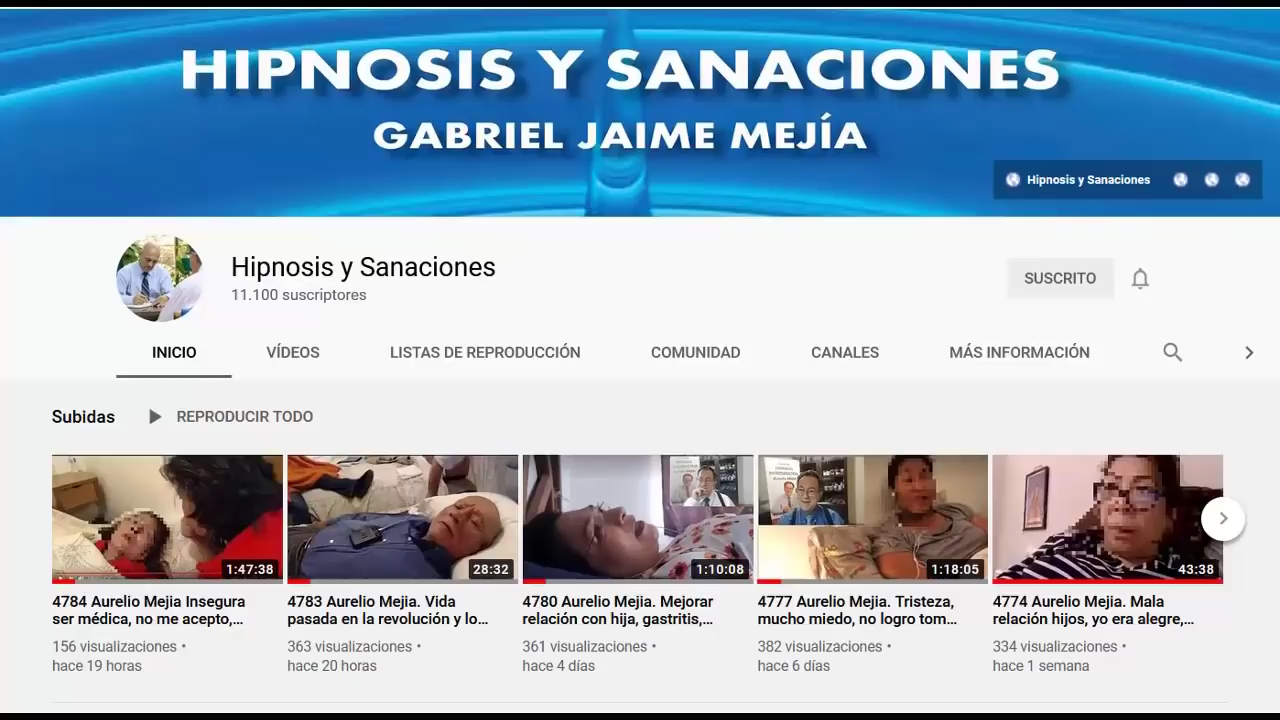 HIPNOSIS Y SANACIONES
GABRIEL JAIME MEJÍA
Hipnosis y Sanaciones
Hipnosis y Sanaciones
11.100 suscriptores
SUSCRITO
INICIO
VÍDEOS
LISTAS DE REPRODUCCIÓN
COMUNIDAD
CANALES
MÁS INFORMACIÓN
Subidas
REPRODUCIR TODO
1:47:38
28:32
1:10:08
1:18:05
43:38
4784 Aurelio Mejia Insegura
ser médica, no me acepto,...
156 visualizaciones •
hace 19 horas
4783 Aurelio Mejia. Vida
pasada en la revolución y lo...
363 visualizaciones •
hace 20 horas
4780 Aurelio Mejia. Mejorar
relación con hija, gastritis,...
361 visualizaciones •
hace 4 días
4777 Aurelio Mejia. Tristeza,
mucho miedo, no logro tom...
382 visualizaciones •
hace 6 días
4774 Aurelio Mejia. Mala
relación hijos, yo era alegre,...
334 visualizaciones •
hace 1 semana